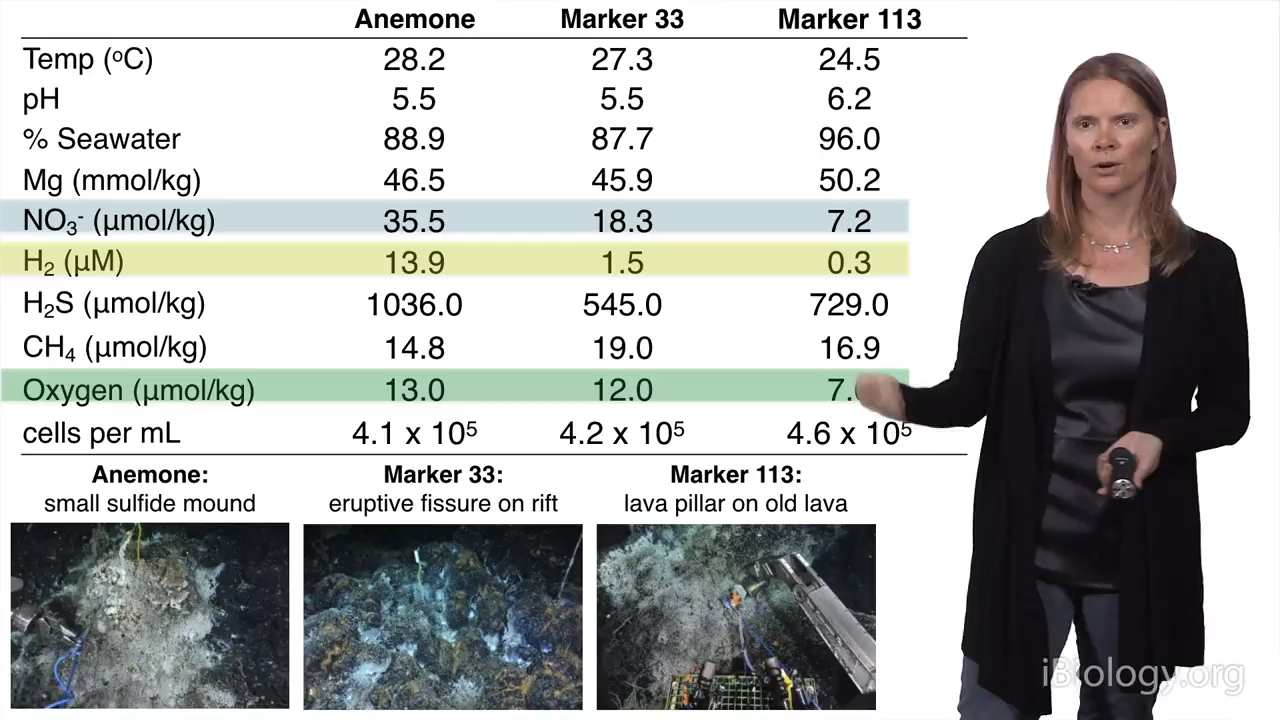 Anemone Marker 33 Marker 113
Temp (ºC) 28.2 27.3 24.5
pH 5.5 5.5 6.2
% Seawater 88.9 87.7 96.0
Mg (mmol/kg) 46.5 45.9 50.2
NO₃⁻ (µmol/kg) 35.5 18.3 7.2
H₂ (µM) 13.9 1.5 0.3
H₂S (µmol/kg) 1036.0 545.0 729.0
CH₄ (µmol/kg) 14.8 19.0 16.9
Oxygen (µmol/kg) 13.0 12.0
cells per mL 4.1 x 10⁵ 4.2 x 10⁵ 4.6 x 10⁵
Anemone: Marker 33: Marker 113:
small sulfide mound eruptive fissure on rift lava pillar on old lava
iBiology.org